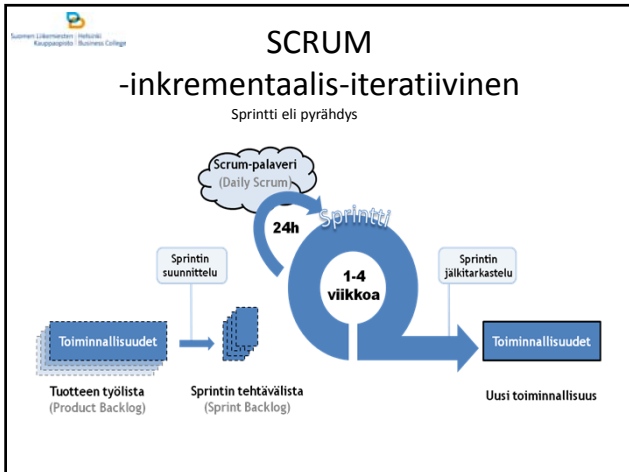 Suomen Liikemiesten | Helsinki
Kauppaopisto | Business College
SCRUM
-inkrementaalis-iteratiivinen
Sprintti eli pyrähdys
Scrum-palaveri
(Daily Scrum)
24h
Sprintti
Sprintin
suunnittelu
1-4
viikkoa
Sprintin
jälkitarkastelu
Toiminnallisuudet
Toiminnallisuudet
Tuotteen työlista
(Product Backlog)
Sprintin tehtävälista
(Sprint Backlog)
Uusi toiminnallisuus